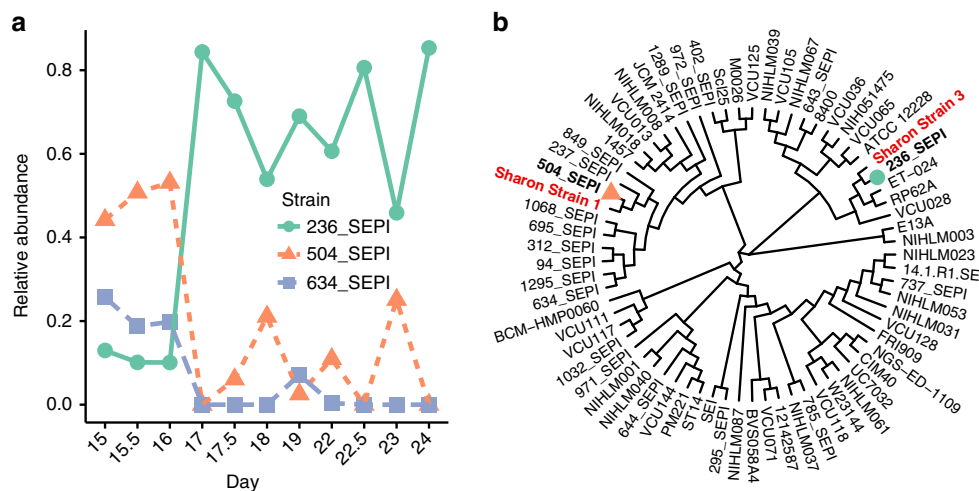 a
Relative abundance
0.8
0.6
0.4
0.2
0.0
15
15.5
16
17
17.5
18
19
22
22.5
23
24
Day
Strain
236_SEPI
504_SEPI
634_SEPI
b
402_SEPI
Scl25
M0026
VCU125
NIHLM039
VCU105
NIHLM067
643_SEPI
8400
VCU036
NIH051475
VCU065
ATCC 12228
Sharon Strain 3
236_SEPI
ET-024
RP62A
VCU028
E13A
NIHLM003
NIHLM023
14.1.R1.SE
737_SEPI
NIHLM053
NIHLM031
VCU128
FRI909
NGS-ED-1109
CIM40
UC7032
NIHLM061
W23144
VCU118
785_SEPI
NIHLM037
12142587
VCU071
BVS058A4
NIHLM087
295_SEPI
SEI
ST14
PM221
VCU144
644_SEPI
NIHLM040
NIHLM001
971_SEPI
1032_SEPI
VCU117
VCU111
BCM-HMP0060
634_SEPI
1295_SEPI
94_SEPI
312_SEPI
695_SEPI
1068_SEPI
Sharon Strain 1
504_SEPI
237_SEPI
849_SEPI
1457
NIHLM018
VCU013
NIHLM008
JCM 2414
1289_SEPI
972_SEPI